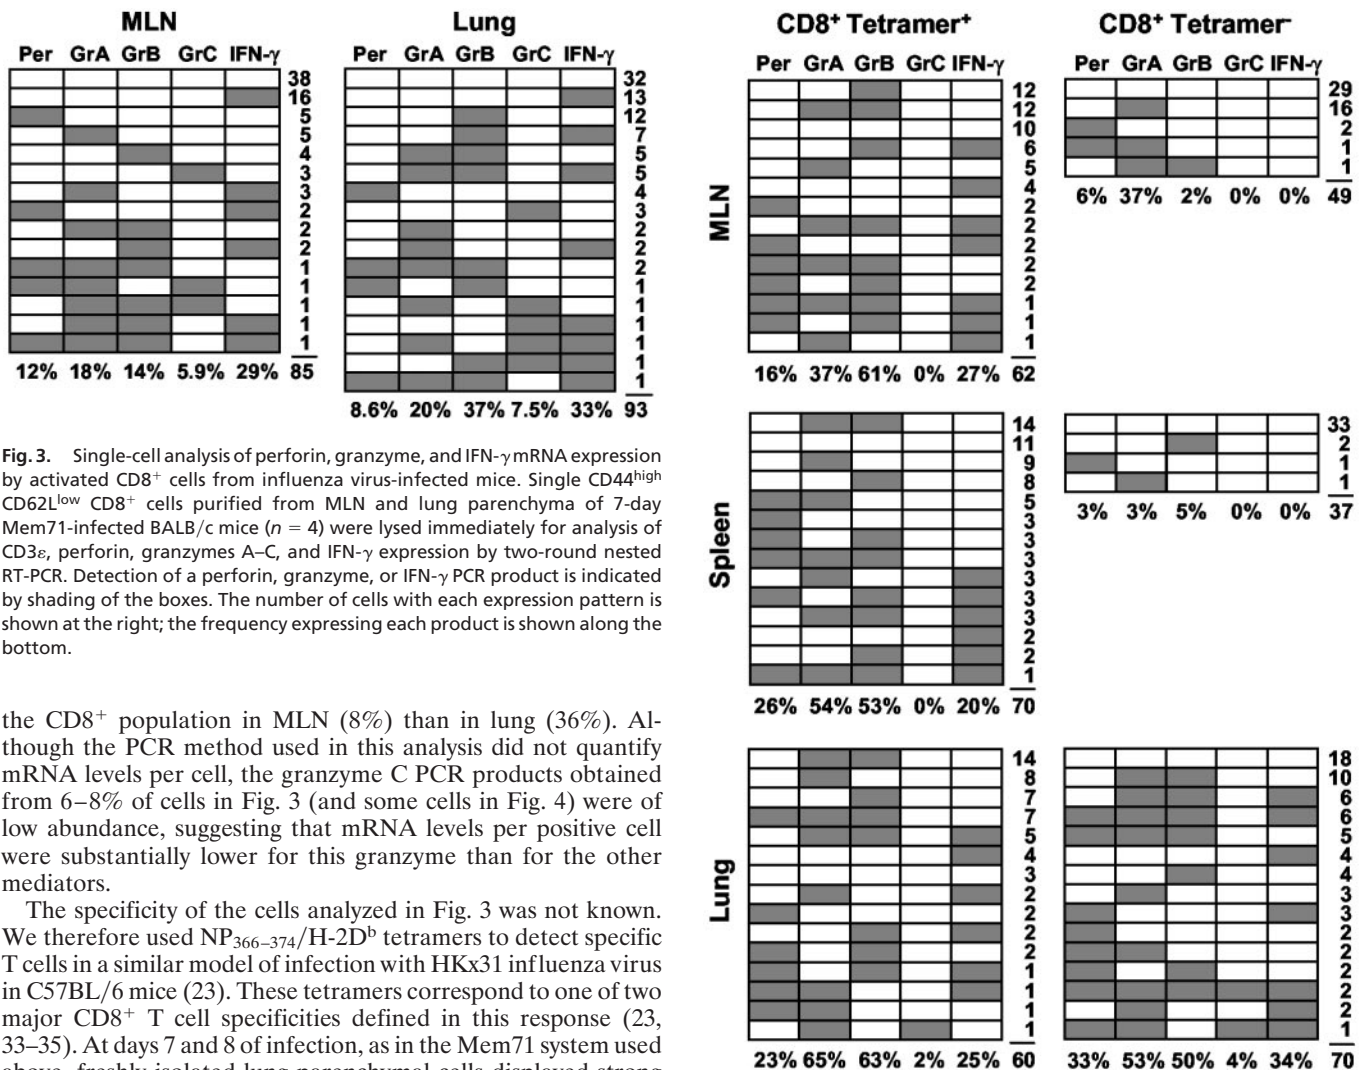 MLN
Per GrA GrB GrC IFN-γ
38
16
5
5
4
3
3
2
2
2
1
1
1
1
1
12% 18% 14% 5.9% 29% 85
Lung
Per GrA GrB GrC IFN-γ
32
13
12
7
5
5
4
3
2
2
2
1
1
1
1
1
1
8.6% 20% 37% 7.5% 33% 93
Fig. 3. Single-cell analysis of perforin, granzyme, and IFN-γ mRNA expression
by activated CD8⁺ cells from influenza virus-infected mice. Single CD44ʰⁱᵍʰ
CD62Lˡᵒʷ CD8⁺ cells purified from MLN and lung parenchyma of 7-day
Mem71-infected BALB/c mice (n = 4) were lysed immediately for analysis of
CD3ε, perforin, granzymes A–C, and IFN-γ expression by two-round nested
RT-PCR. Detection of a perforin, granzyme, or IFN-γ PCR product is indicated
by shading of the boxes. The number of cells with each expression pattern is
shown at the right; the frequency expressing each product is shown along the
bottom.
the CD8⁺ population in MLN (8%) than in lung (36%). Al-
though the PCR method used in this analysis did not quantify
mRNA levels per cell, the granzyme C PCR products obtained
from 6–8% of cells in Fig. 3 (and some cells in Fig. 4) were of
low abundance, suggesting that mRNA levels per positive cell
were substantially lower for this granzyme than for the other
mediators.
The specificity of the cells analyzed in Fig. 3 was not known.
We therefore used NP₃₆₆₋₃₇₄/H-2Dᵇ tetramers to detect specific
T cells in a similar model of infection with HKx31 influenza virus
in C57BL/6 mice (23). These tetramers correspond to one of two
major CD8⁺ T cell specificities defined in this response (23,
33–35). At days 7 and 8 of infection, as in the Mem71 system used
above, freshly isolated lung parenchymal cells displayed strong
CD8⁺ Tetramer⁺
CD8⁺ Tetramer⁻
Per GrA GrB GrC IFN-γ
Per GrA GrB GrC IFN-γ
MLN
12
12
10
6
5
4
2
2
2
2
2
1
1
1
16% 37% 61% 0% 27% 62
29
16
2
1
1
6% 37% 2% 0% 0% 49
Spleen
14
11
9
8
5
3
3
3
3
3
3
2
2
1
26% 54% 53% 0% 20% 70
33
2
1
1
3% 3% 5% 0% 0% 37
Lung
14
8
7
7
5
4
3
2
2
2
2
1
1
1
1
23% 65% 63% 2% 25% 60
18
10
6
6
5
4
4
3
3
2
2
2
2
2
1
33% 53% 50% 4% 34% 70